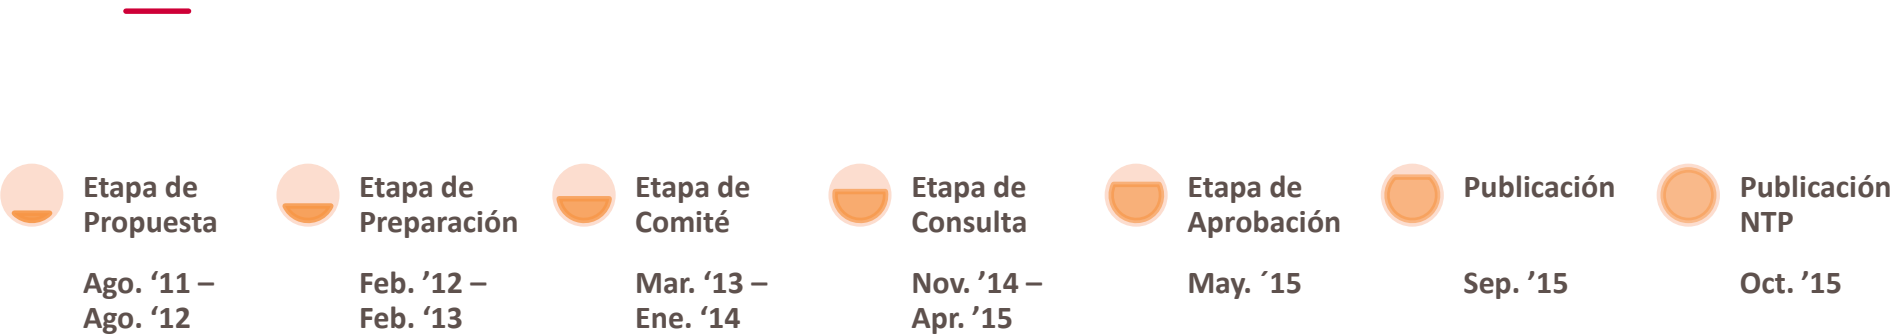 Etapa de
Propuesta
Ago. ‘11 –
Ago. ‘12
Etapa de
Preparación
Feb. ’12 –
Feb. ‘13
Etapa de
Comité
Mar. ‘13 –
Ene. ‘14
Etapa de
Consulta
Nov. ’14 –
Apr. ’15
Etapa de
Aprobación
May. ´15
Publicación
Sep. ’15
Publicación
NTP
Oct. ’15